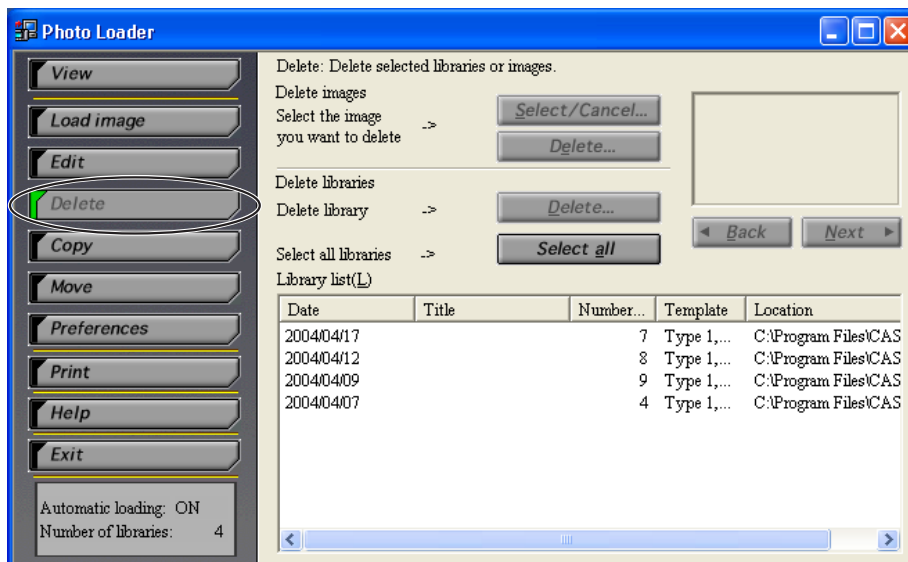 Photo Loader
View
Load image
Edit
Delete
Copy
Move
Preferences
Print
Help
Exit
Automatic loading: ON
Number of libraries: 4
Delete: Delete selected libraries or images.
Delete images
Select the image
you want to delete
->
Select/Cancel...
Delete...
Delete libraries
Delete library -> Delete...
Back Next
Select all libraries -> Select all
Library list(L)
Date Title Number... Template Location
2004/04/17 7 Type 1,... C:\Program Files\CAS
2004/04/12 8 Type 1,... C:\Program Files\CAS
2004/04/09 9 Type 1,... C:\Program Files\CAS
2004/04/07 4 Type 1,... C:\Program Files\CAS